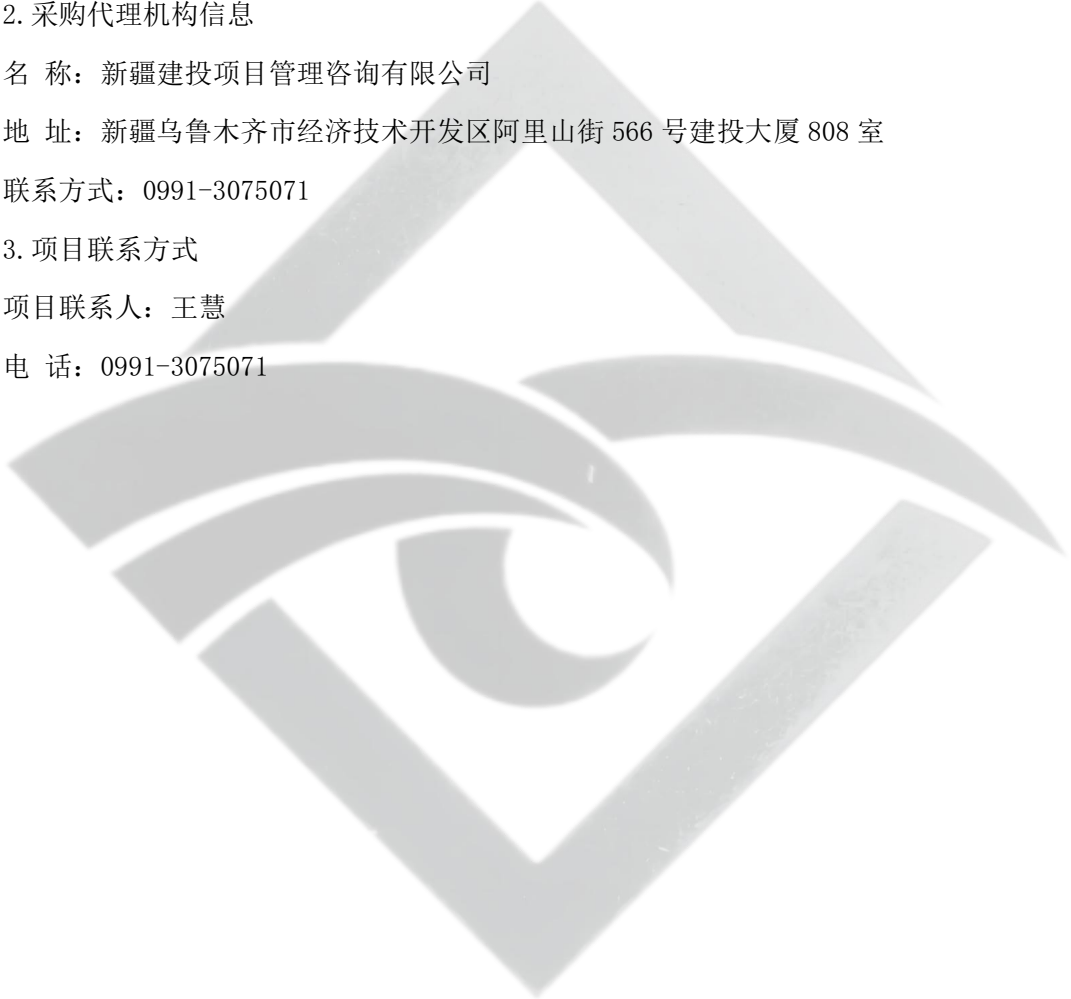 2.采购代理机构信息
名 称：新疆建投项目管理咨询有限公司
地 址：新疆乌鲁木齐市经济技术开发区阿里山街 566 号建投大厦 808 室
联系方式：0991-3075071
3.项目联系方式
项目联系人：王慧
电 话：0991-3075071